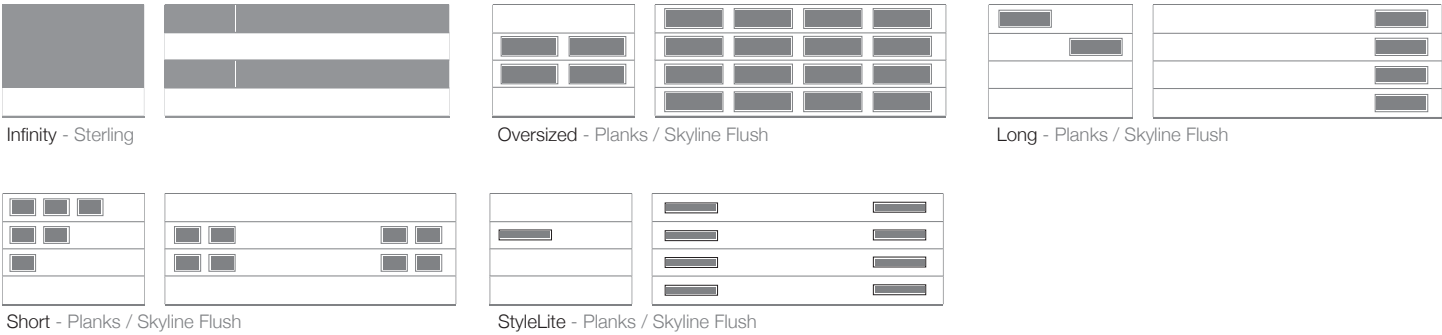 Infinity - Sterling
Oversized - Planks / Skyline Flush
Long - Planks / Skyline Flush
Short - Planks / Skyline Flush
StyleLite - Planks / Skyline Flush